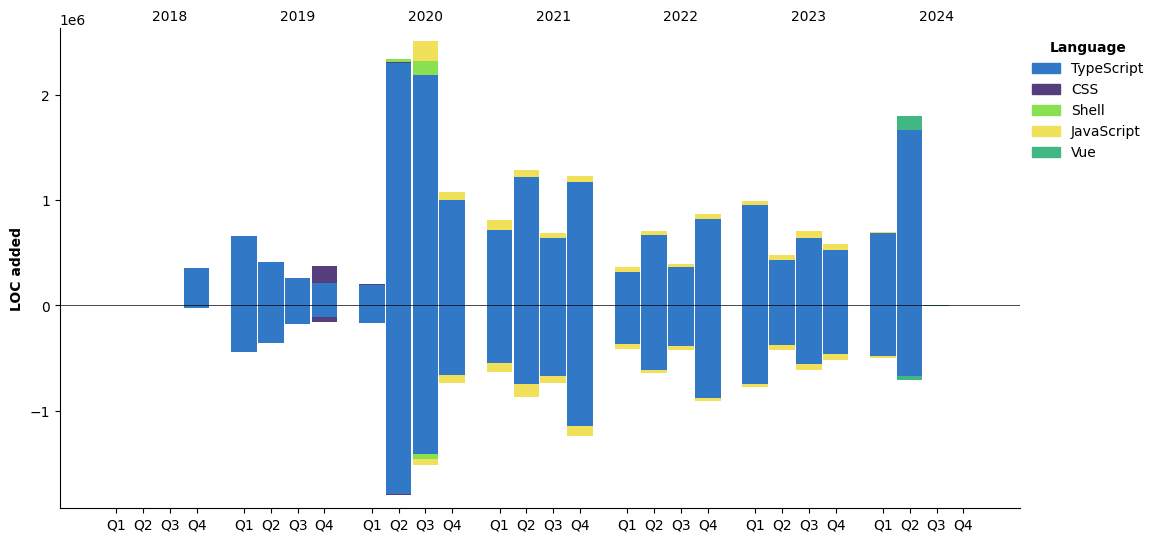 1e6
2018 2019 2020 2021 2022 2023 2024
Language
TypeScript
CSS
Shell
JavaScript
Vue
LOC added
2
1
0
−1
Q1 Q2 Q3 Q4 Q1 Q2 Q3 Q4 Q1 Q2 Q3 Q4 Q1 Q2 Q3 Q4 Q1 Q2 Q3 Q4 Q1 Q2 Q3 Q4 Q1 Q2 Q3 Q4